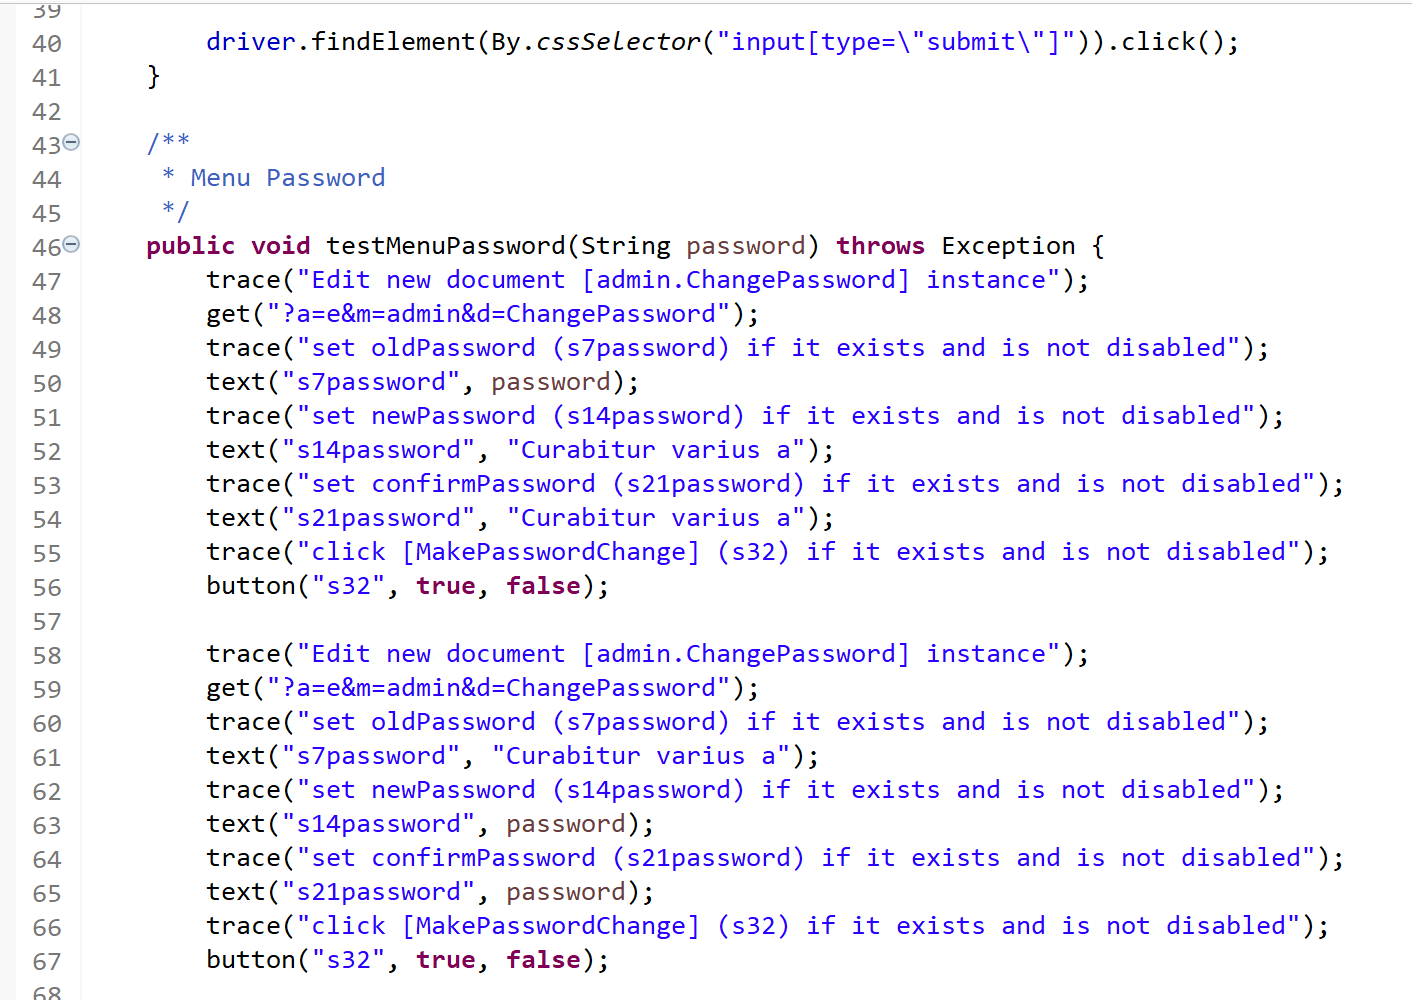 39
40 driver.findElement(By.cssSelector("input[type=\"submit\"]")).click();
41 }
42
43 /**
44 * Menu Password
45 */
46 public void testMenuPassword(String password) throws Exception {
47 trace("Edit new document [admin.ChangePassword] instance");
48 get("?a=e&m=admin&d=ChangePassword");
49 trace("set oldPassword (s7password) if it exists and is not disabled");
50 text("s7password", password);
51 trace("set newPassword (s14password) if it exists and is not disabled");
52 text("s14password", "Curabitur varius a");
53 trace("set confirmPassword (s21password) if it exists and is not disabled");
54 text("s21password", "Curabitur varius a");
55 trace("click [MakePasswordChange] (s32) if it exists and is not disabled");
56 button("s32", true, false);
57
58 trace("Edit new document [admin.ChangePassword] instance");
59 get("?a=e&m=admin&d=ChangePassword");
60 trace("set oldPassword (s7password) if it exists and is not disabled");
61 text("s7password", "Curabitur varius a");
62 trace("set newPassword (s14password) if it exists and is not disabled");
63 text("s14password", password);
64 trace("set confirmPassword (s21password) if it exists and is not disabled");
65 text("s21password", password);
66 trace("click [MakePasswordChange] (s32) if it exists and is not disabled");
67 button("s32", true, false);
68